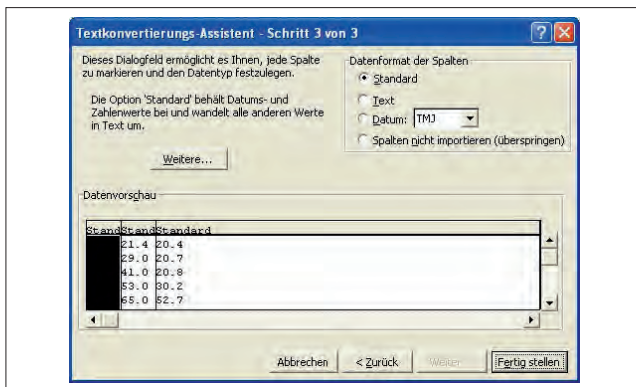 Textkonvertierungs-Assistent - Schritt 3 von 3
Dieses Dialogfeld ermöglicht es Ihnen, jede Spalte
zu markieren und den Datentyp festzulegen.
Die Option 'Standard' behält Datums- und
Zahlenwerte bei und wandelt alle anderen Werte
in Text um.
Weitere...
Datenformat der Spalten
Standard
Text
Datum: TMJ
Spalten nicht importieren (überspringen)
Datenvorschau
Stand Stand Standard
21.4 20.4
29.0 20.7
41.0 20.8
53.0 30.2
65.0 52.7
Abbrechen < Zurück Weiter Fertig stellen